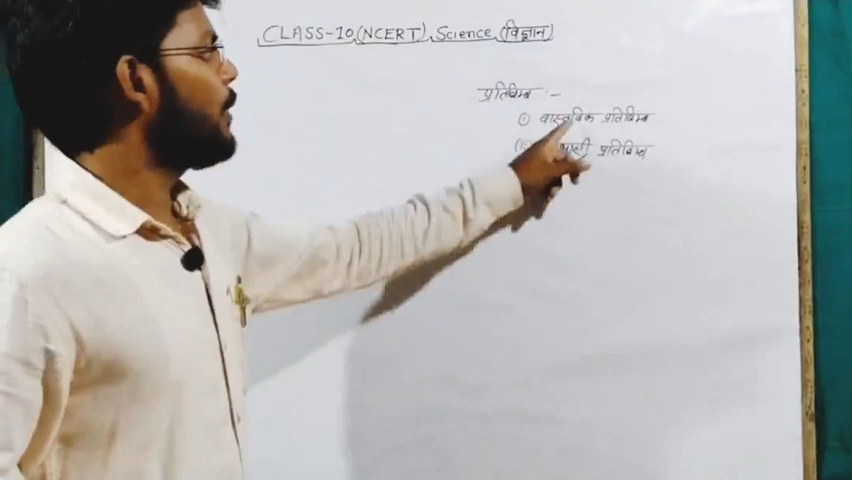 CLASS-10 (NCERT) Science (विज्ञान)
प्रतिबिम्ब :-
① वास्तविक प्रतिबिम्ब
प्रतिबिम्ब